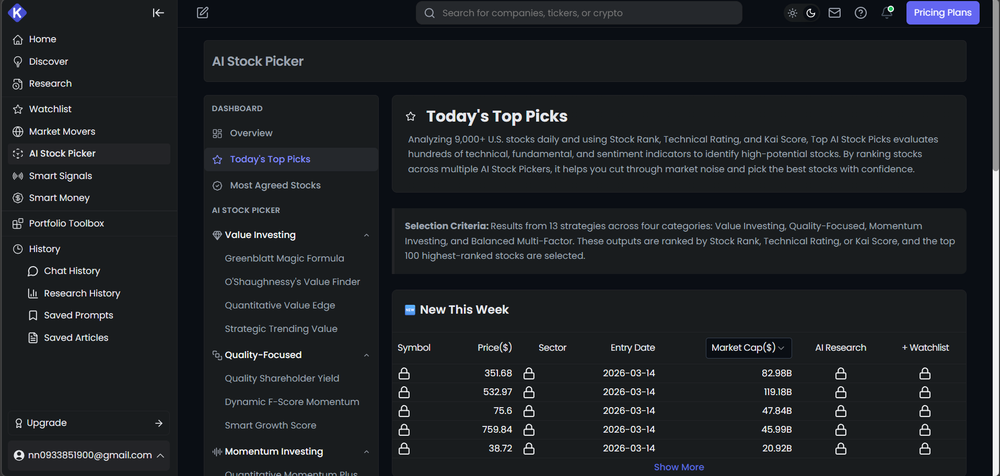 K
Home
Discover
Research
Watchlist
Market Movers
AI Stock Picker
Smart Signals
Smart Money
Portfolio Toolbox
History
Chat History
Research History
Saved Prompts
Saved Articles
Upgrade
nn0933851900@gmail.com
Search for companies, tickers, or crypto
Pricing Plans
AI Stock Picker
DASHBOARD
Overview
Today's Top Picks
Most Agreed Stocks
AI STOCK PICKER
Value Investing
Greenblatt Magic Formula
O'Shaughnessy's Value Finder
Quantitative Value Edge
Strategic Trending Value
Quality-Focused
Quality Shareholder Yield
Dynamic F-Score Momentum
Smart Growth Score
Momentum Investing
Quantitative Momentum Plus
Today's Top Picks
Analyzing 9,000+ U.S. stocks daily and using Stock Rank, Technical Rating, and Kai Score, Top AI Stock Picks evaluates
hundreds of technical, fundamental, and sentiment indicators to identify high-potential stocks. By ranking stocks
across multiple AI Stock Pickers, it helps you cut through market noise and pick the best stocks with confidence.
Selection Criteria: Results from 13 strategies across four categories: Value Investing, Quality-Focused, Momentum
Investing, and Balanced Multi-Factor. These outputs are ranked by Stock Rank, Technical Rating, or Kai Score, and the top
100 highest-ranked stocks are selected.
NEW New This Week
Symbol Price($) Sector Entry Date Market Cap($) AI Research + Watchlist
351.68 2026-03-14 82.98B
532.97 2026-03-14 119.18B
75.6 2026-03-14 47.84B
759.84 2026-03-14 45.99B
38.72 2026-03-14 20.92B
Show More